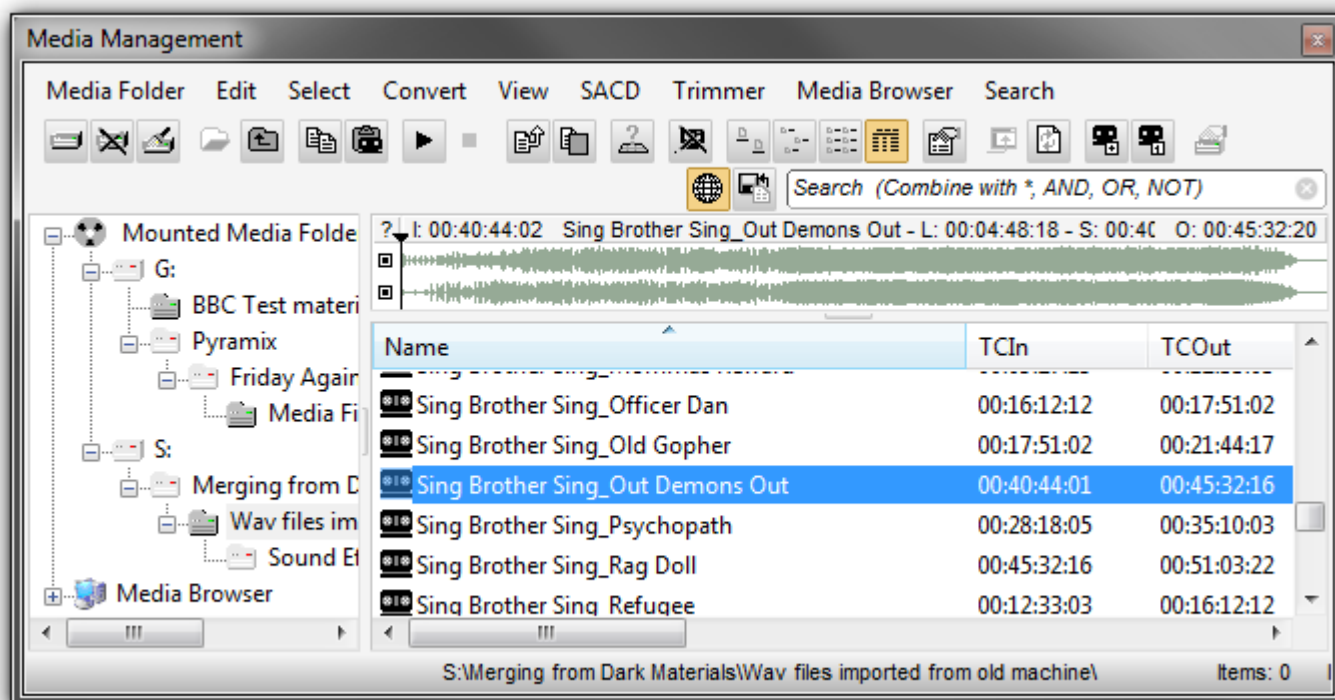 Media Management
Media Folder Edit Select Convert View SACD Trimmer Media Browser Search
Search (Combine with *, AND, OR, NOT)
Mounted Media Folde
G:
BBC Test materi
Pyramix
Friday Again
Media Fi
S:
Merging from D
Wav files im
Sound Ef
Media Browser
? I: 00:40:44:02 Sing Brother Sing_Out Demons Out - L: 00:04:48:18 - S: 00:40 O: 00:45:32:20
Name TCIn TCOut
Sing Brother Sing_Officer Dan 00:16:12:12 00:17:51:02
Sing Brother Sing_Old Gopher 00:17:51:02 00:21:44:17
Sing Brother Sing_Out Demons Out 00:40:44:01 00:45:32:16
Sing Brother Sing_Psychopath 00:28:18:05 00:35:10:03
Sing Brother Sing_Rag Doll 00:45:32:16 00:51:03:22
Sing Brother Sing_Refugee 00:12:33:03 00:16:12:12
S:\Merging from Dark Materials\Wav files imported from old machine\ Items: 0